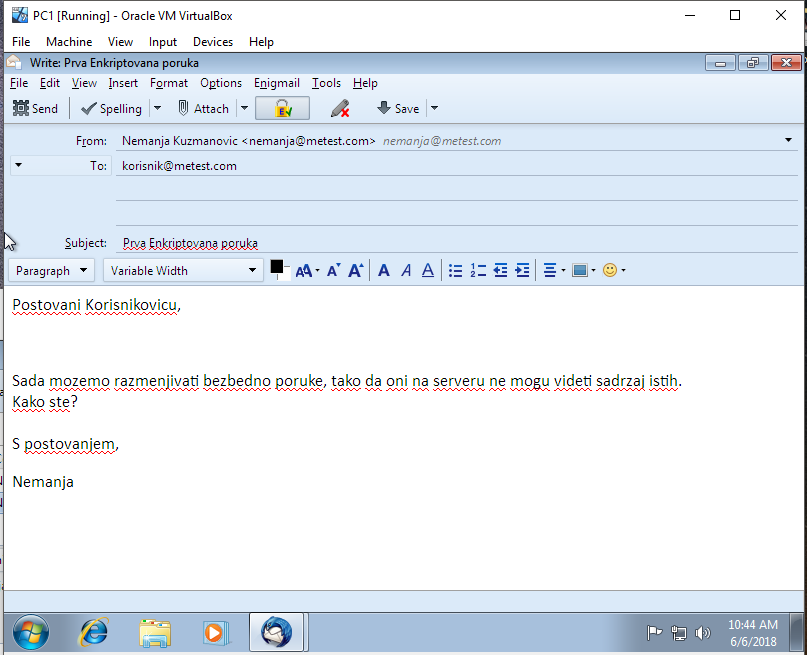 PC1 [Running] - Oracle VM VirtualBox
File Machine View Input Devices Help
Write: Prva Enkriptovana poruka
File Edit View Insert Format Options Enigmail Tools Help
Send Spelling Attach Save
From: Nemanja Kuzmanovic <nemanja@metest.com> nemanja@metest.com
To: korisnik@metest.com
Subject: Prva Enkriptovana poruka
Paragraph Variable Width
Postovani Korisnikovicu,
Sada mozemo razmenjivati bezbedno poruke, tako da oni na serveru ne mogu videti sadrzaj istih.
Kako ste?
S postovanjem,
Nemanja
10:44 AM
6/6/2018